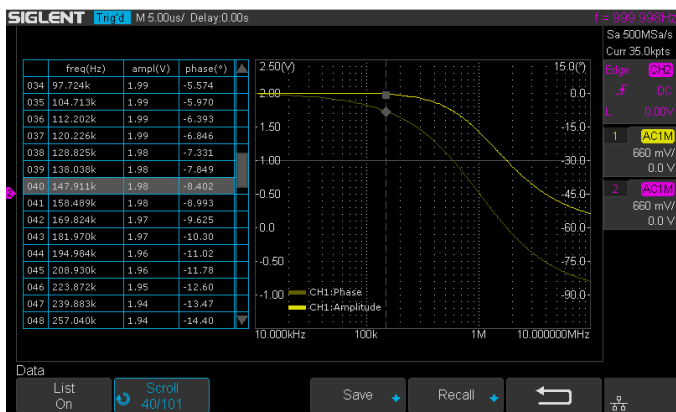 SIGLENT Trig'd M 5.00us/ Delay:0.00s f = 999.998Hz
Sa 500MSa/s
Curr 35.0kpts
Edge CH2
DC
L 0.00V
1 AC1M
660 mV/
0.0 V
2 AC1M
660 mV/
0.0 V
freq(Hz) ampl(V) phase(°)
034 97.724k 1.99 -5.574
035 104.713k 1.99 -5.970
036 112.202k 1.99 -6.393
037 120.226k 1.99 -6.846
038 128.825k 1.98 -7.331
039 138.038k 1.98 -7.849
040 147.911k 1.98 -8.402
041 158.489k 1.98 -8.993
042 169.824k 1.97 -9.625
043 181.970k 1.97 -10.30
044 194.984k 1.96 -11.02
045 208.930k 1.96 -11.78
046 223.872k 1.95 -12.60
047 239.883k 1.94 -13.47
048 257.040k 1.94 -14.40
2
2.50(V) 15.0(°)
2.00 0.0
1.50 -15.0
1.00 -30.0
0.50 -45.0
0.0 -60.0
-0.50 -75.0
-1.00 -90.0
CH1:Phase
CH1:Amplitude
10.000kHz 100k 1M 10.000000MHz
Data
List
On
Scroll
40/101
Save
Recall